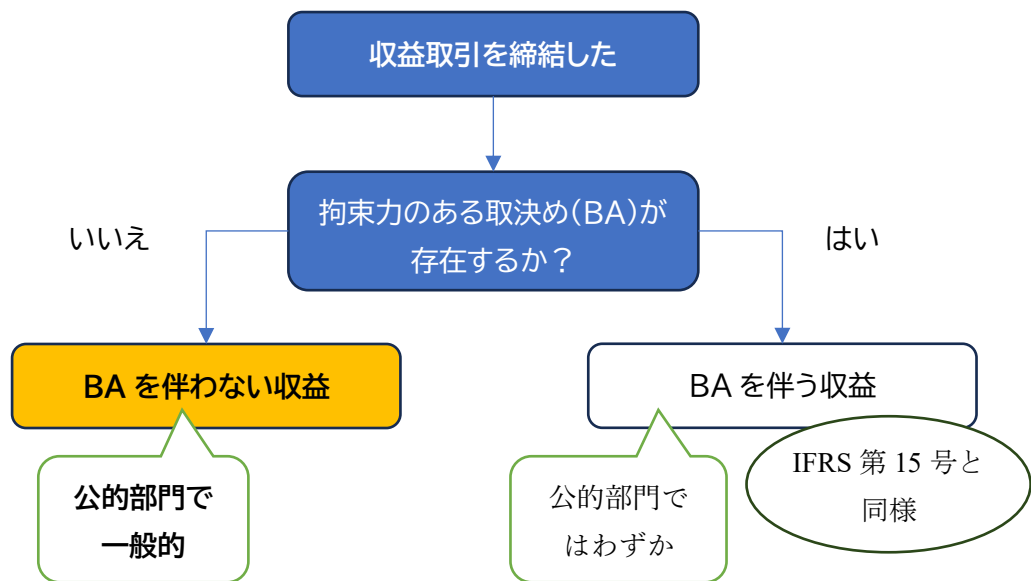 収益取引を締結した
拘束力のある取決め(BA)が
存在するか？
いいえ
はい
BA を伴わない収益
BA を伴う収益
公的部門で
一般的
公的部門で
はわずか
IFRS 第 15 号と
同様